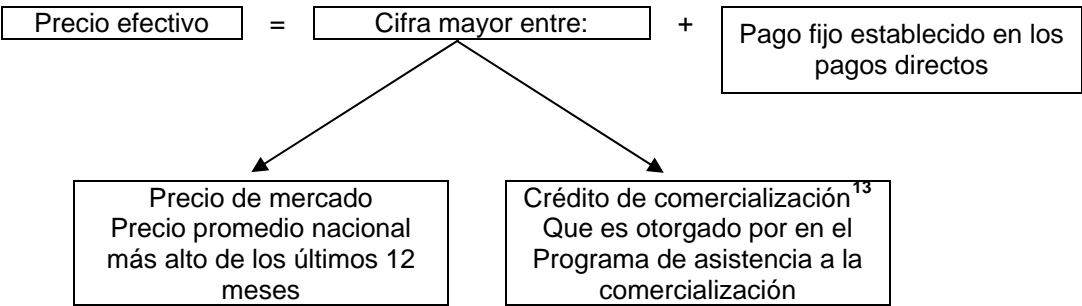 Precio efectivo = Cifra mayor entre: + Pago fijo establecido en los
pagos directos
Precio de mercado
Precio promedio nacional
más alto de los últimos 12
meses
Crédito de comercialización13
Que es otorgado por en el
Programa de asistencia a la
comercialización